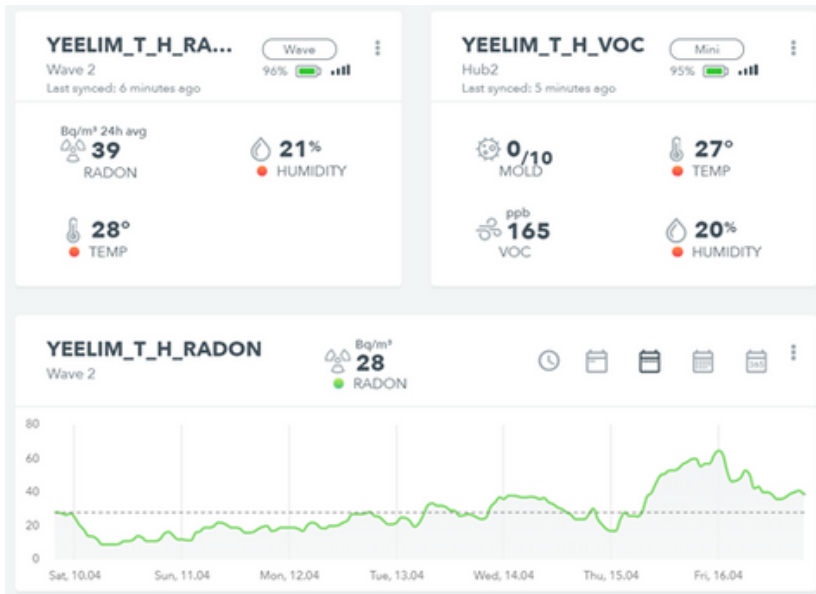 YEELIM_T_H_RA...
Wave
Wave 2
96%
Last synced: 6 minutes ago
Bq/m³ 24h avg
39
RADON
21%
HUMIDITY
28°
TEMP
YEELIM_T_H_VOC
Mini
Hub2
95%
Last synced: 5 minutes ago
0/10
MOLD
27°
TEMP
ppb
165
VOC
20%
HUMIDITY
YEELIM_T_H_RADON
Wave 2
Bq/m³
28
RADON
365
80
60
40
20
0
Sat, 10.04
Sun, 11.04
Mon, 12.04
Tue, 13.04
Wed, 14.04
Thu, 15.04
Fri, 16.04